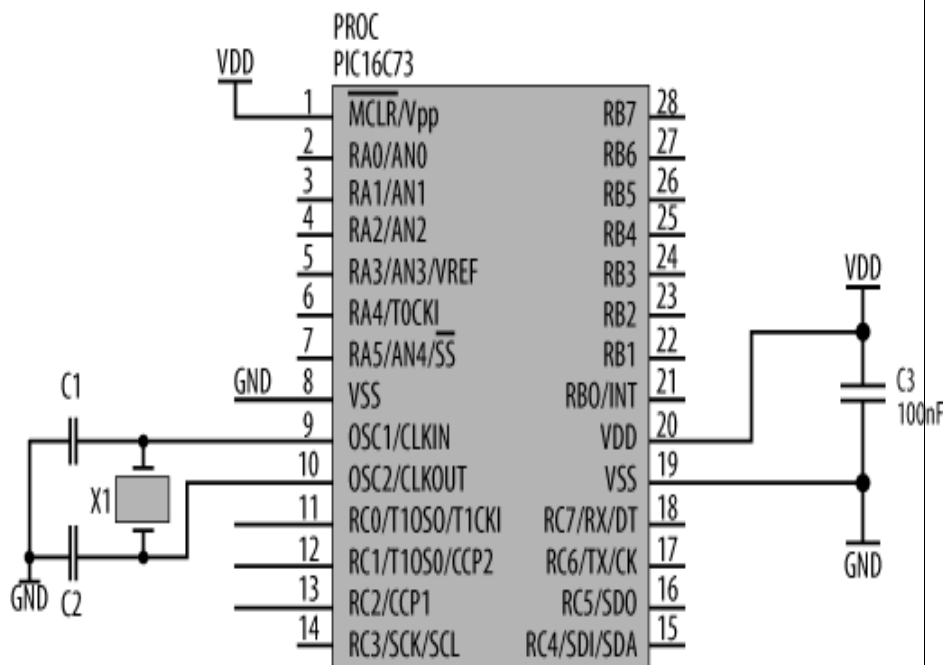 PROC
PIC16C73
VDD
1 MCLR/Vpp RB7 28
2 RA0/AN0 RB6 27
3 RA1/AN1 RB5 26
4 RA2/AN2 RB4 25
5 RA3/AN3/VREF RB3 24
6 RA4/T0CKI RB2 23
7 RA5/AN4/SS RB1 22
GND 8 VSS RBO/INT 21
9 OSC1/CLKIN VDD 20
10 OSC2/CLKOUT VSS 19
11 RC0/T1OSO/T1CKI RC7/RX/DT 18
12 RC1/T1OS0/CCP2 RC6/TX/CK 17
13 RC2/CCP1 RC5/SDO 16
14 RC3/SCK/SCL RC4/SDI/SDA 15
C1
X1
GND
C2
VDD
C3
100nF
GND